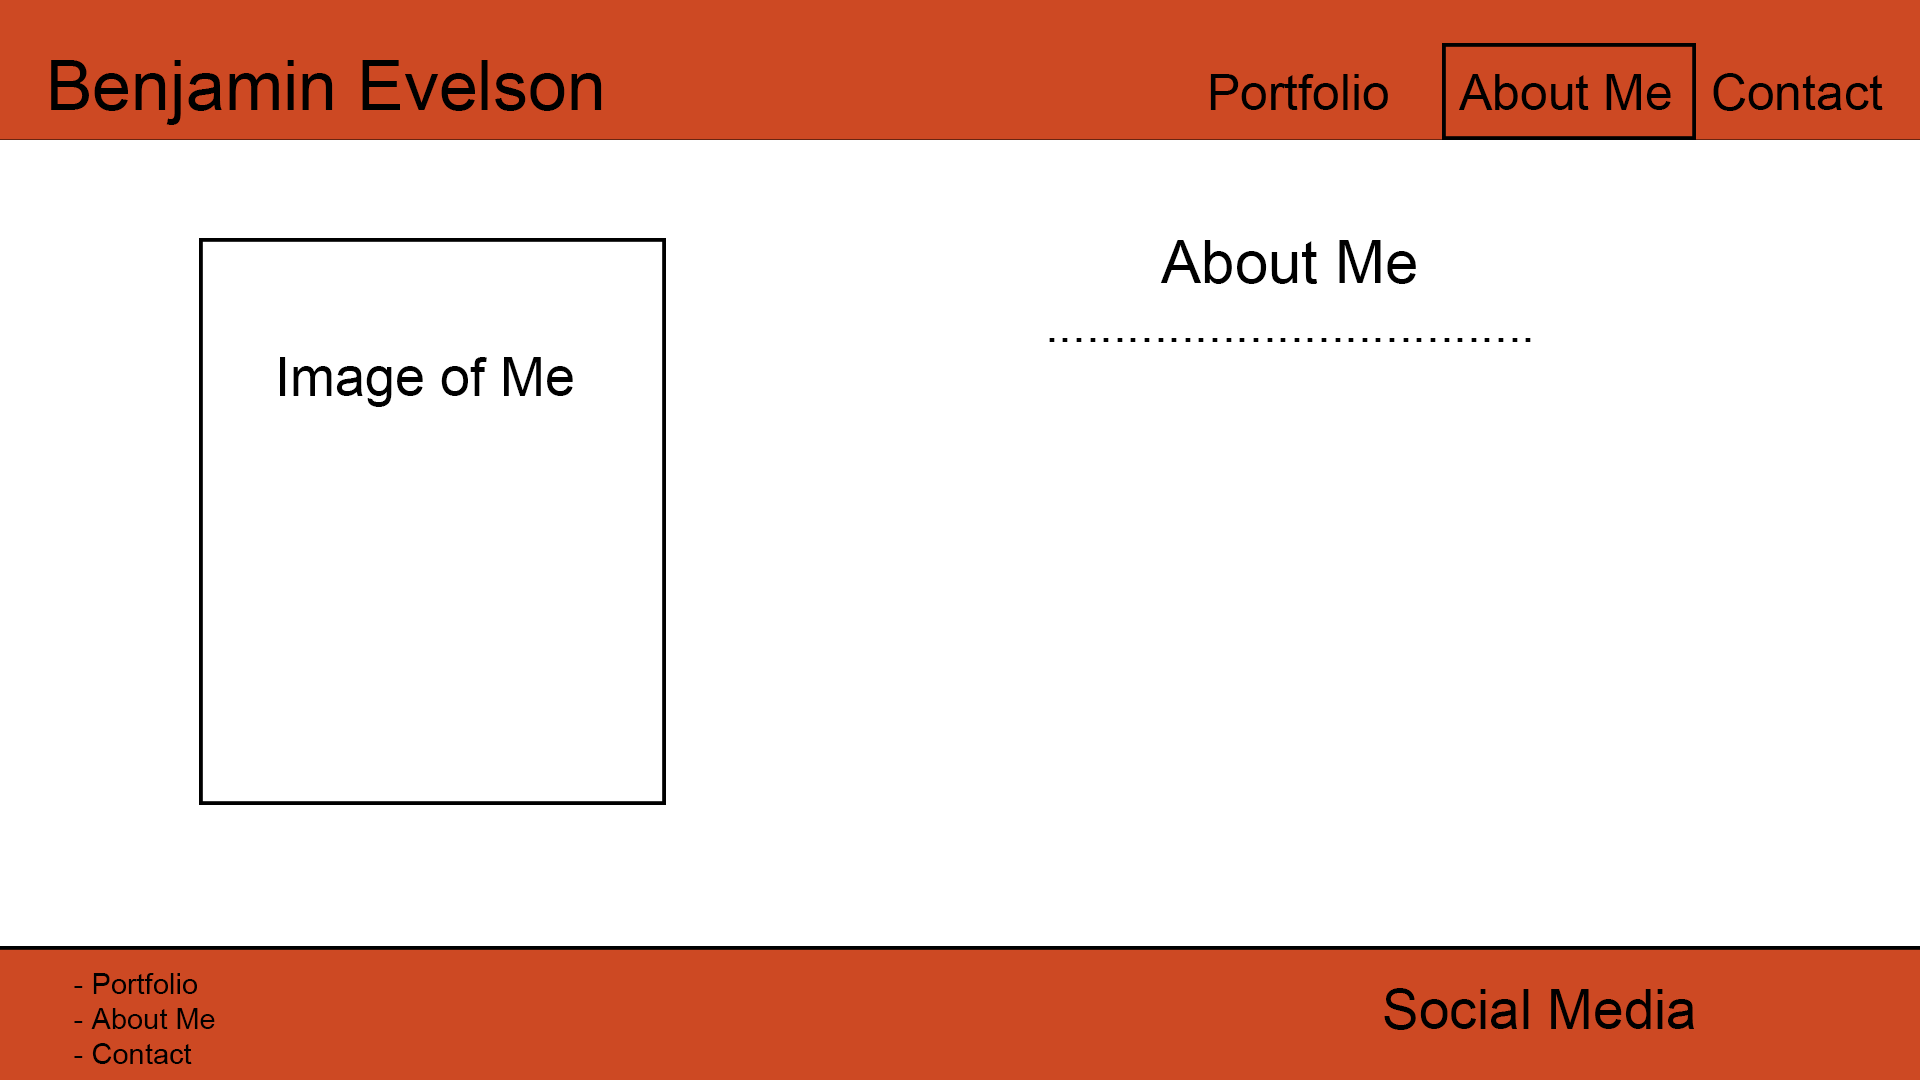 Benjamin Evelson
Portfolio
About Me
Contact
Image of Me
About Me
....................................
- Portfolio
- About Me
- Contact
Social Media